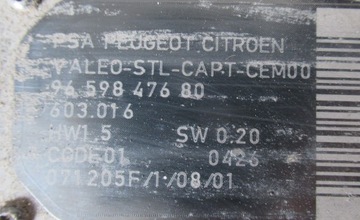 PSA PEUGEOT CITROEN
VALEO-STL-CAPT-CEM00
96 598 476 80
603.016
HW1.5 SW 0.20
CODE01 0426
071205F/1/08/01